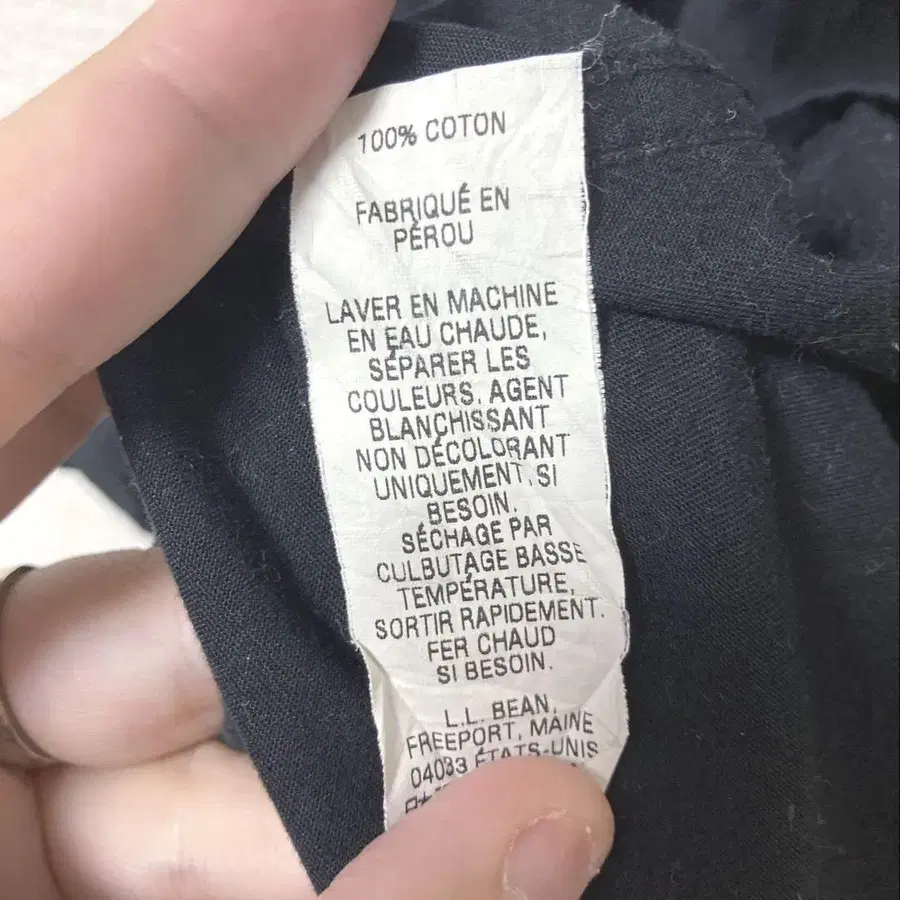 100% COTON
FABRIQUÉ EN
PÉROU
LAVER EN MACHINE
EN EAU CHAUDE,
SÉPARER LES
COULEURS. AGENT
BLANCHISSANT
NON DÉCOLORANT
UNIQUEMENT, SI
BESOIN.
SÉCHAGE PAR
CULBUTAGE BASSE
TEMPÉRATURE,
SORTIR RAPIDEMENT.
FER CHAUD
SI BESOIN.
L.L. BEAN,
FREEPORT, MAINE
04033 ÉTATS-UNIS